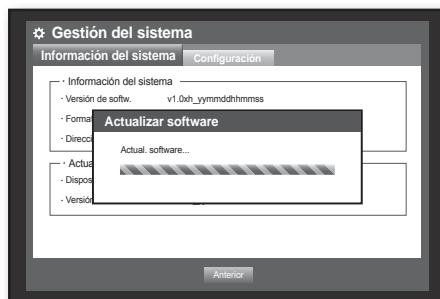 Gestión del sistema
Información del sistema
Configuración
· Información del sistema
· Versión de softw. v1.0xh_yymmddhhmmss
Actualizar software
Actual. software...
· Versión
Anterior